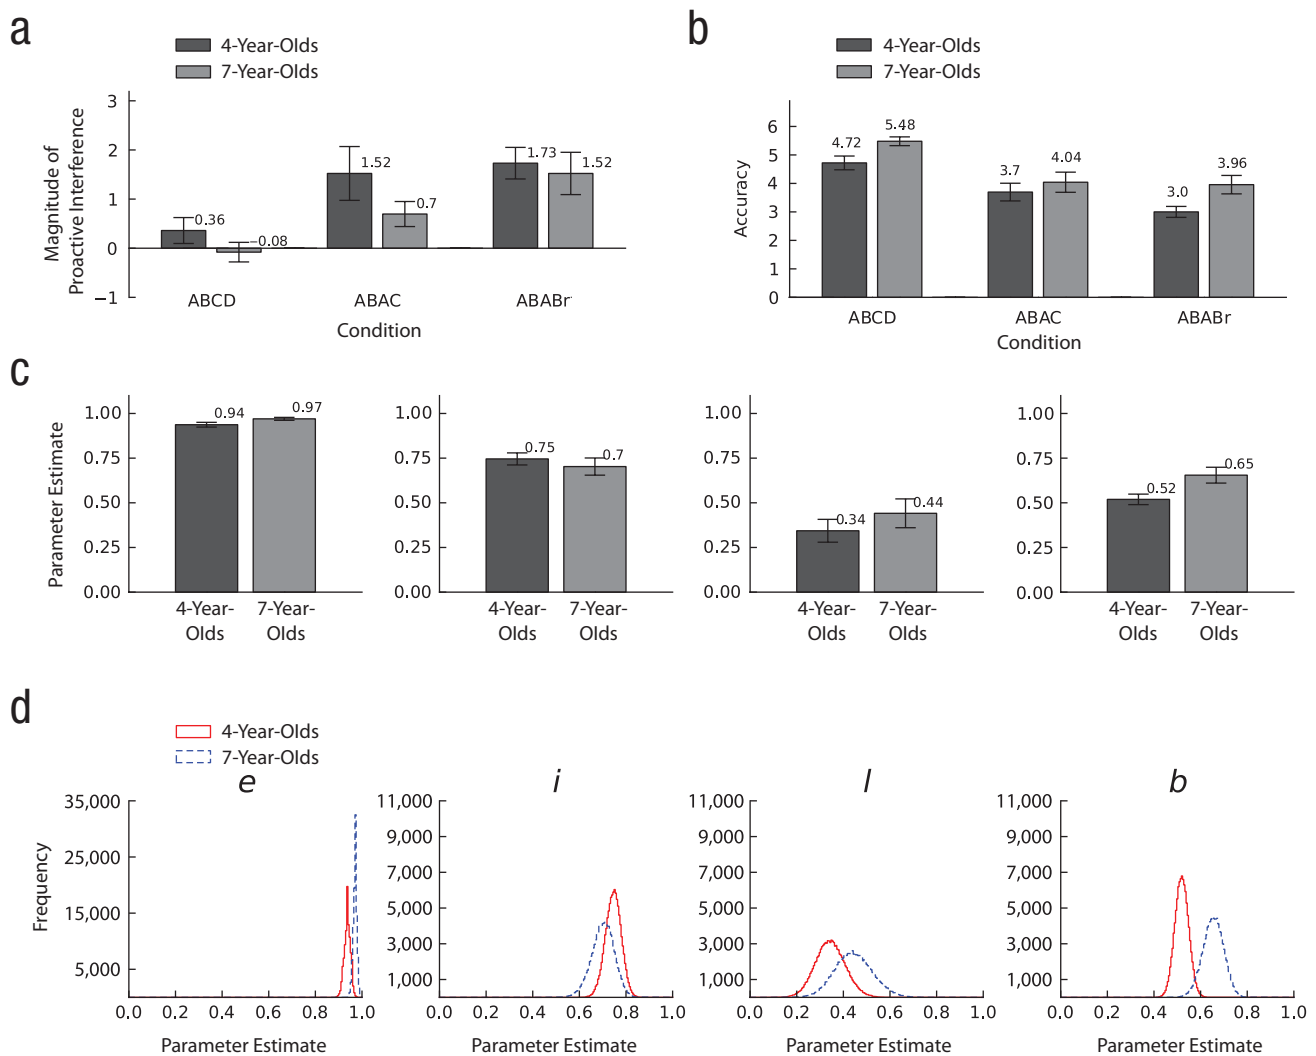 a
4-Year-Olds
7-Year-Olds
Magnitude of
Proactive Interference
3
2
1
0
−1
0.36
−0.08
1.52
0.7
1.73
1.52
ABCD
ABAC
ABABr
Condition
b
4-Year-Olds
7-Year-Olds
Accuracy
6
5
4
3
4
2
1
0
4.72
5.48
3.7
4.04
3.0
3.96
ABCD
ABAC
ABABr
Condition
c
Parameter Estimate
1.00
0.75
0.50
0.25
0.00
0.94
0.97
4-Year-
Olds
7-Year-
Olds
1.00
0.75
0.50
0.25
0.00
0.75
0.7
4-Year-
Olds
7-Year-
Olds
1.00
0.75
0.50
0.25
0.00
0.34
0.44
4-Year-
Olds
7-Year-
Olds
1.00
0.75
0.50
0.25
0.00
0.52
0.65
4-Year-
Olds
7-Year-
Olds
d
4-Year-Olds
7-Year-Olds
e
Frequency
35,000
25,000
15,000
5,000
0.0 0.2 0.4 0.6 0.8 1.0
Parameter Estimate
i
11,000
9,000
7,000
5,000
3,000
1,000
0.0 0.2 0.4 0.6 0.8 1.0
Parameter Estimate
l
11,000
9,000
7,000
5,000
3,000
1,000
0.0 0.2 0.4 0.6 0.8 1.0
Parameter Estimate
b
11,000
9,000
7,000
5,000
3,000
1,000
0.0 0.2 0.4 0.6 0.8 1.0
Parameter Estimate